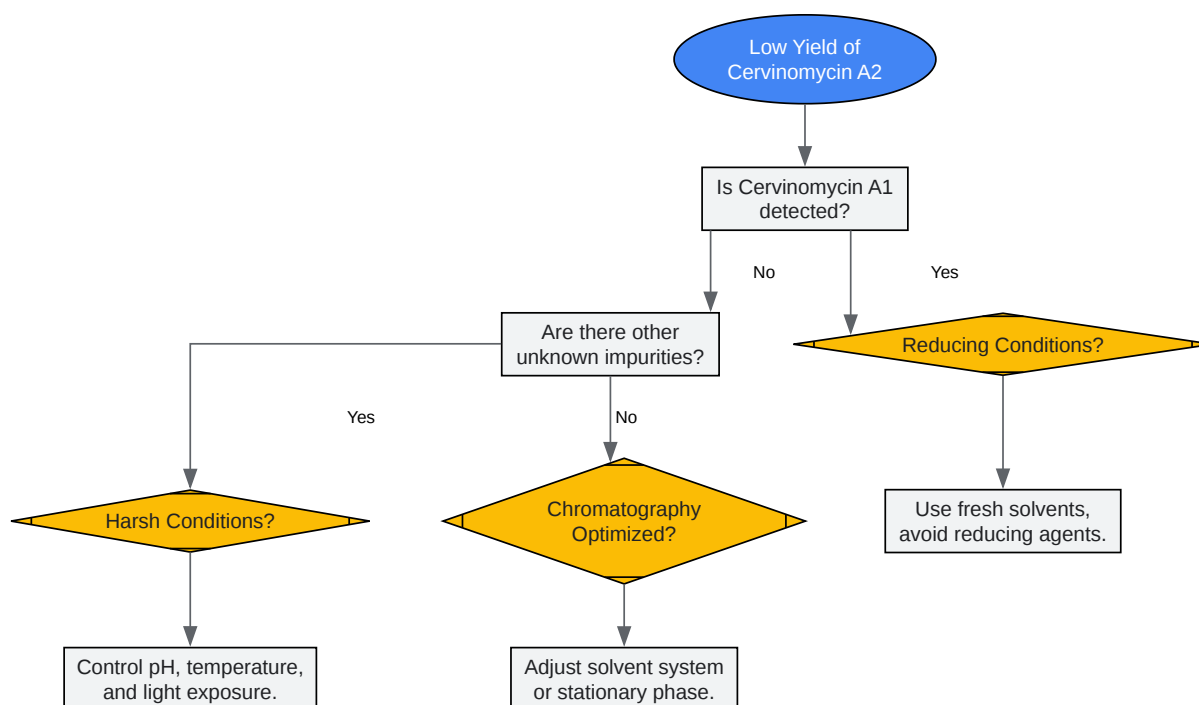 Low Yield of
Cervinomycin A2
Is Cervinomycin A1
detected?
No
Yes
Are there other
unknown impurities?
Reducing Conditions?
Yes
No
Harsh Conditions?
Chromatography
Optimized?
Use fresh solvents,
avoid reducing agents.
Control pH, temperature,
and light exposure.
Adjust solvent system
or stationary phase.